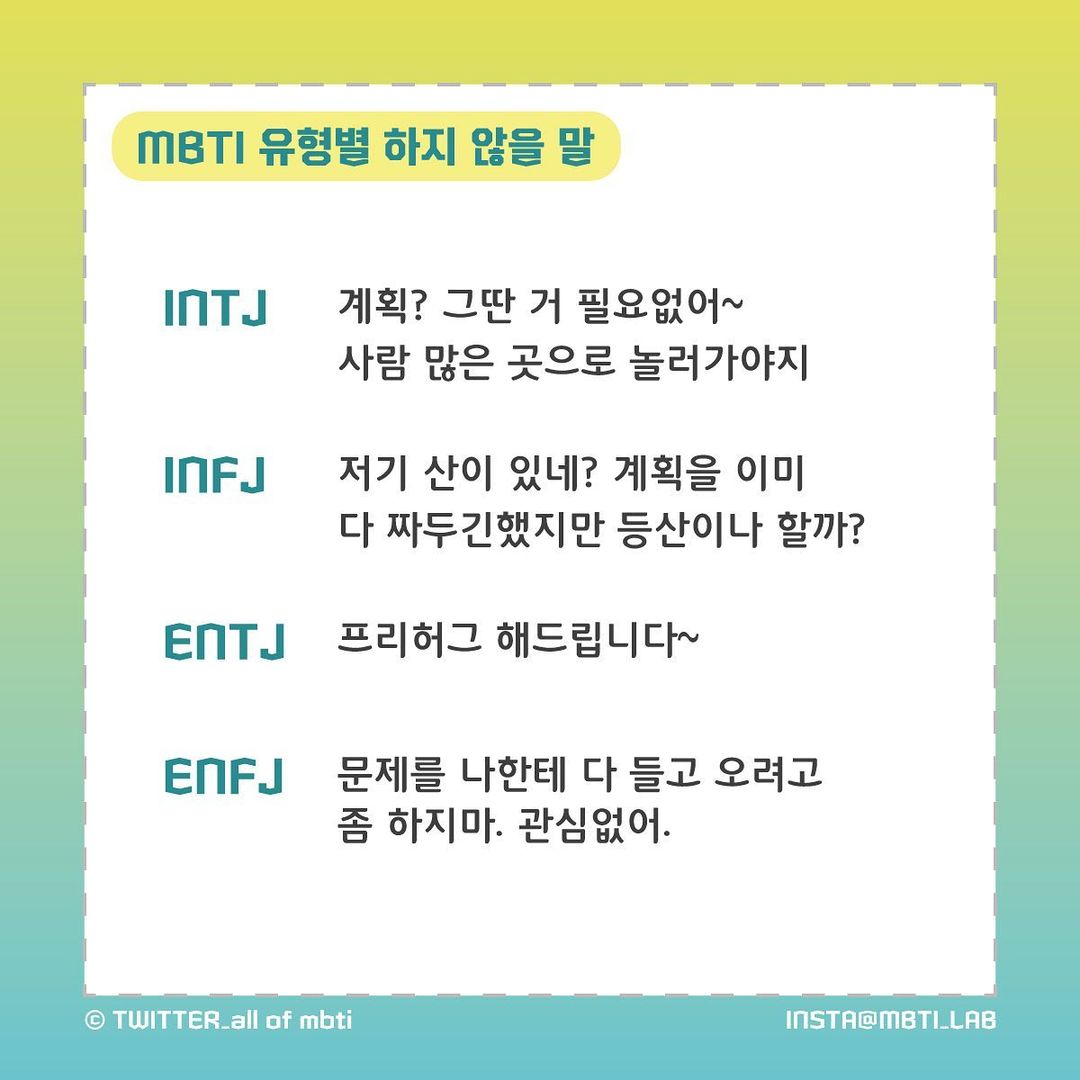 MBTI 유형별 하지 않을 말
INTJ 계획? 그딴 거 필요없어~
사람 많은 곳으로 놀러가야지
INFJ 저기 산이 있네? 계획을 이미
다 짜두긴했지만 등산이나 할까?
ENTJ 프리허그 해드립니다~
ENFJ 문제를 나한테 다 들고 오려고
좀 하지마. 관심없어.
© TWITTER_all of mbti
INSTA@MBTI_LAB